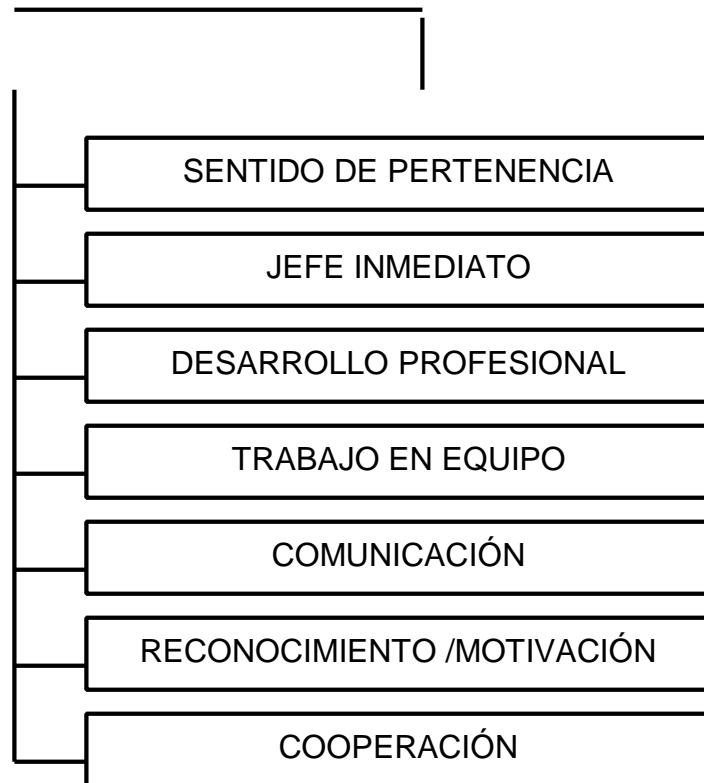 SENTIDO DE PERTENENCIA
JEFE INMEDIATO
DESARROLLO PROFESIONAL
TRABAJO EN EQUIPO
COMUNICACIÓN
RECONOCIMIENTO /MOTIVACIÓN
COOPERACIÓN